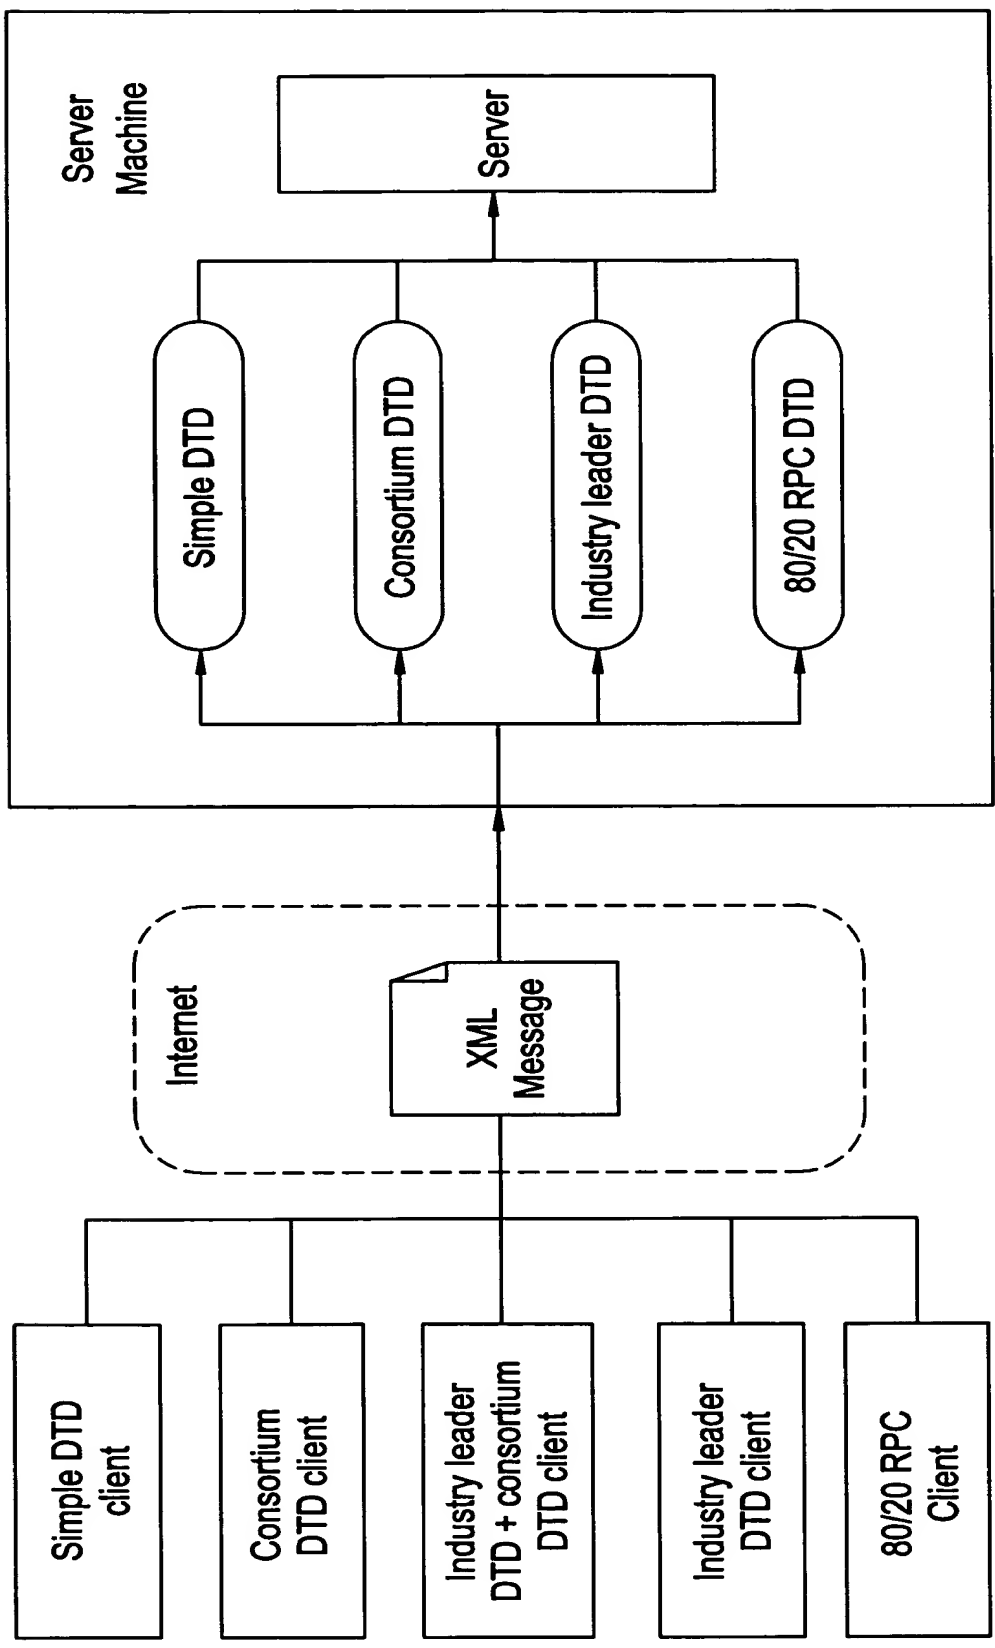 Simple DTD
client
Consortium
DTD client
Industry leader
DTD + consortium
DTD client
Industry leader
DTD client
80/20 RPC
Client
Internet
XML
Message
Simple DTD
Consortium DTD
Industry leader DTD
80/20 RPC DTD
Server
Machine
Server